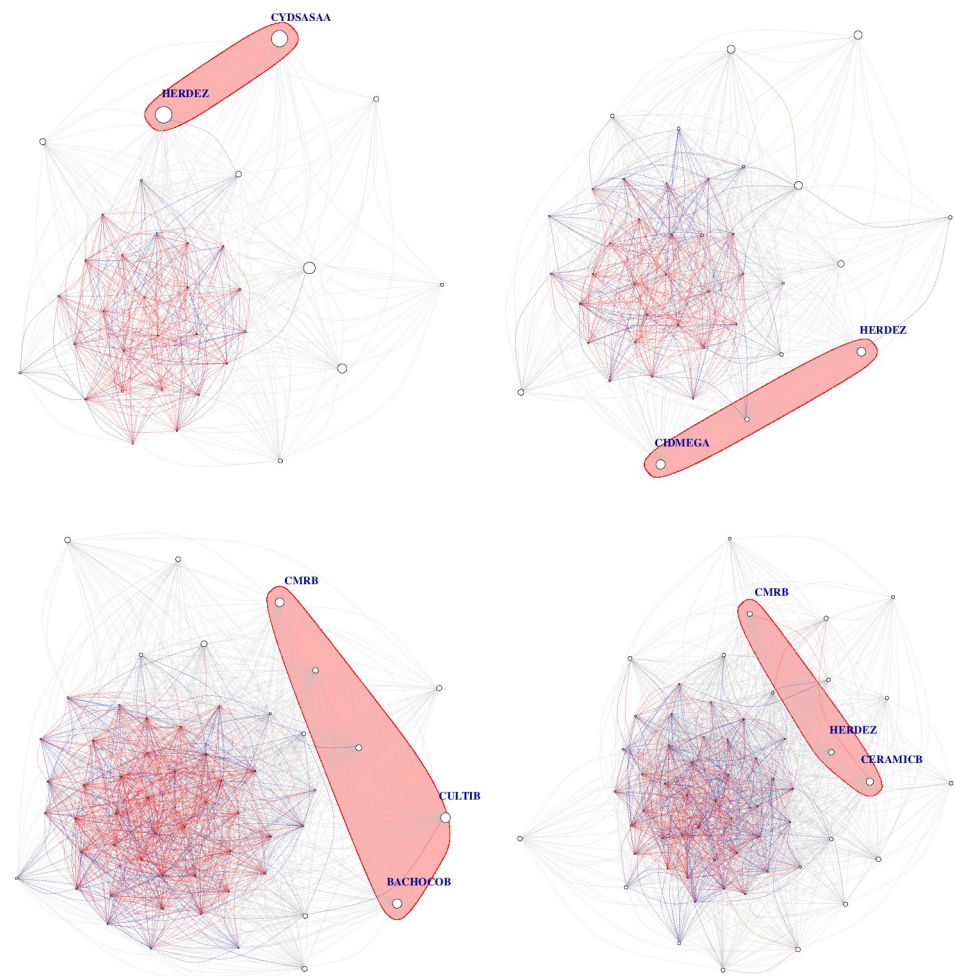 CYDSASAA
HERDEZ
HERDEZ
CIDMEGA
CMRB
CULTIB
BACHOCOB
CMRB
HERDEZ
CERAMICB